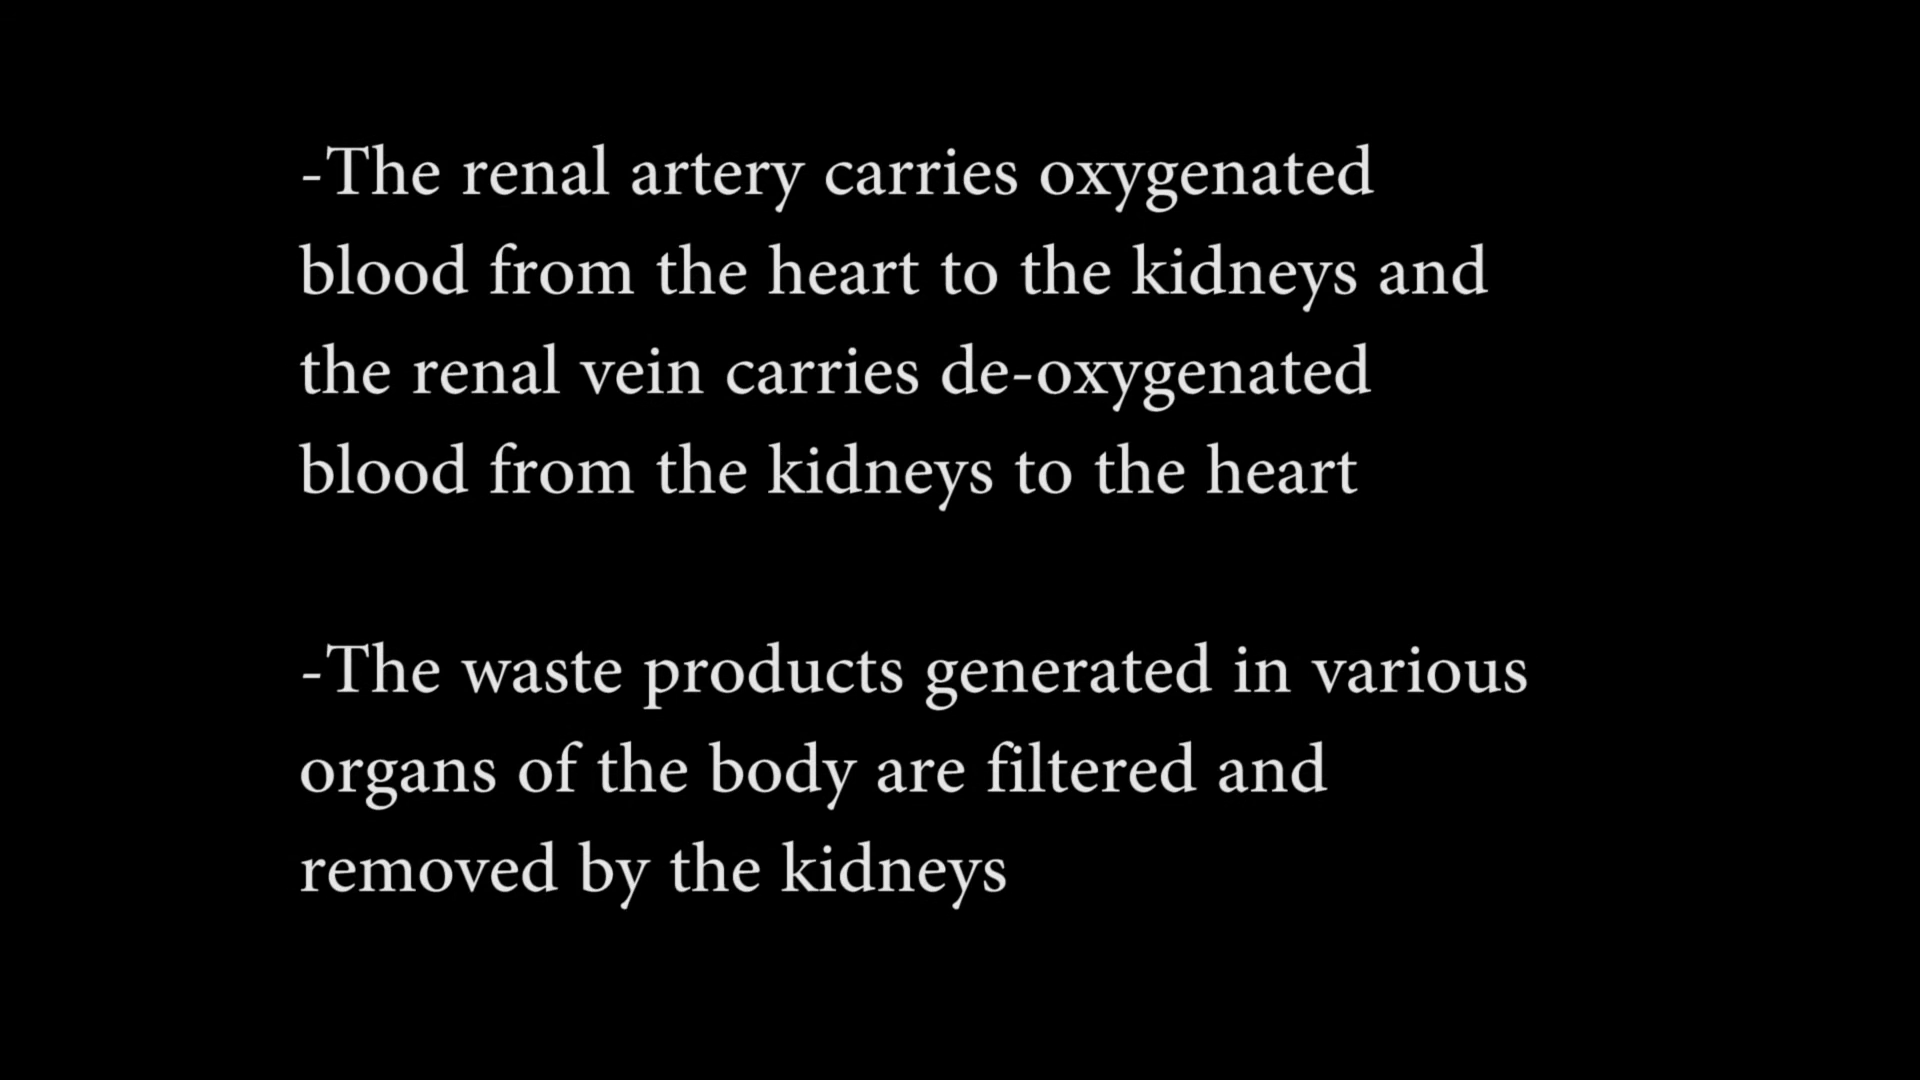 -The renal artery carries oxygenated
blood from the heart to the kidneys and
the renal vein carries de-oxygenated
blood from the kidneys to the heart
-The waste products generated in various
organs of the body are filtered and
removed by the kidneys